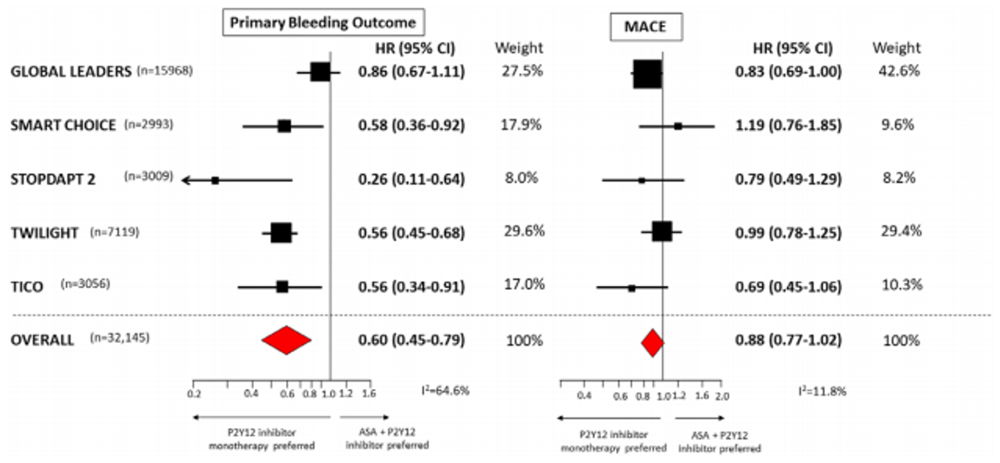 Primary Bleeding Outcome MACE
HR (95% CI) Weight HR (95% CI) Weight
GLOBAL LEADERS (n=15968) 0.86 (0.67-1.11) 27.5% 0.83 (0.69-1.00) 42.6%
SMART CHOICE (n=2993) 0.58 (0.36-0.92) 17.9% 1.19 (0.76-1.85) 9.6%
STOPDAPT 2 (n=3009) 0.26 (0.11-0.64) 8.0% 0.79 (0.49-1.29) 8.2%
TWILIGHT (n=7119) 0.56 (0.45-0.68) 29.6% 0.99 (0.78-1.25) 29.4%
TICO (n=3056) 0.56 (0.34-0.91) 17.0% 0.69 (0.45-1.06) 10.3%
OVERALL (n=32,145) 0.60 (0.45-0.79) 100% 0.88 (0.77-1.02) 100%
0.2 0.4 0.6 0.8 1.0 1.2 1.6 I²=64.6% 0.4 0.6 0.8 1.0 1.2 1.6 2.0 I²=11.8%
P2Y12 inhibitor ASA + P2Y12 P2Y12 inhibitor ASA + P2Y12
monotherapy preferred inhibitor preferred monotherapy preferred inhibitor preferred